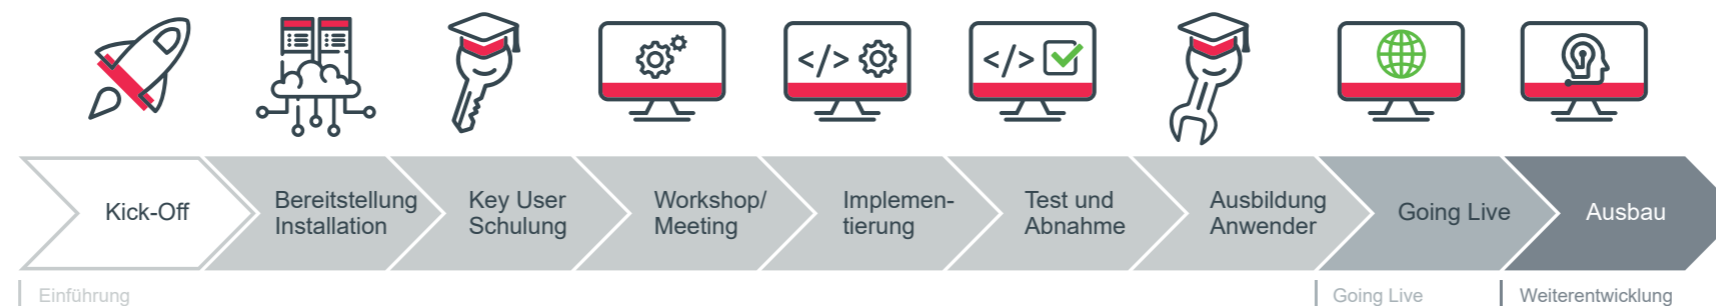 </>
</>
Kick-Off
Bereitstellung
Installation
Key User
Schulung
Workshop/
Meeting
Implemen-
tierung
Test und
Abnahme
Ausbildung
Anwender
Going Live
Ausbau
Einführung
Going Live
Weiterentwicklung